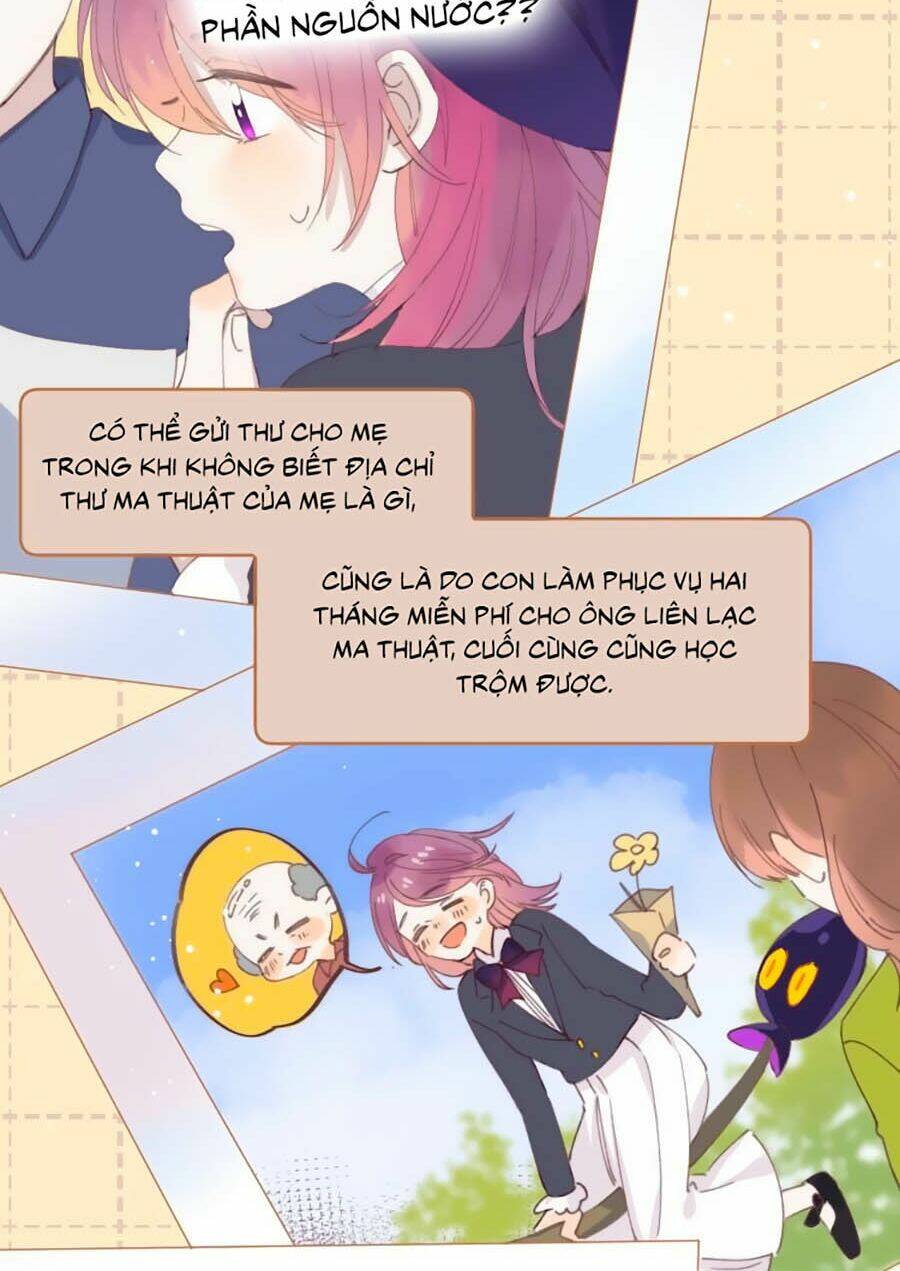 PHẦN NGUỒN NƯỚC??
CÓ THỂ GỬI THƯ CHO MẸ
TRONG KHI KHÔNG BIẾT ĐỊA CHỈ
THƯ MA THUẬT CỦA MẸ LÀ GÌ,
CŨNG LÀ DO CON LÀM PHỤC VỤ HAI
THÁNG MIỄN PHÍ CHO ÔNG LIÊN LẠC
MA THUẬT, CUỐI CÙNG CŨNG HỌC
TRỘM ĐƯỢC.